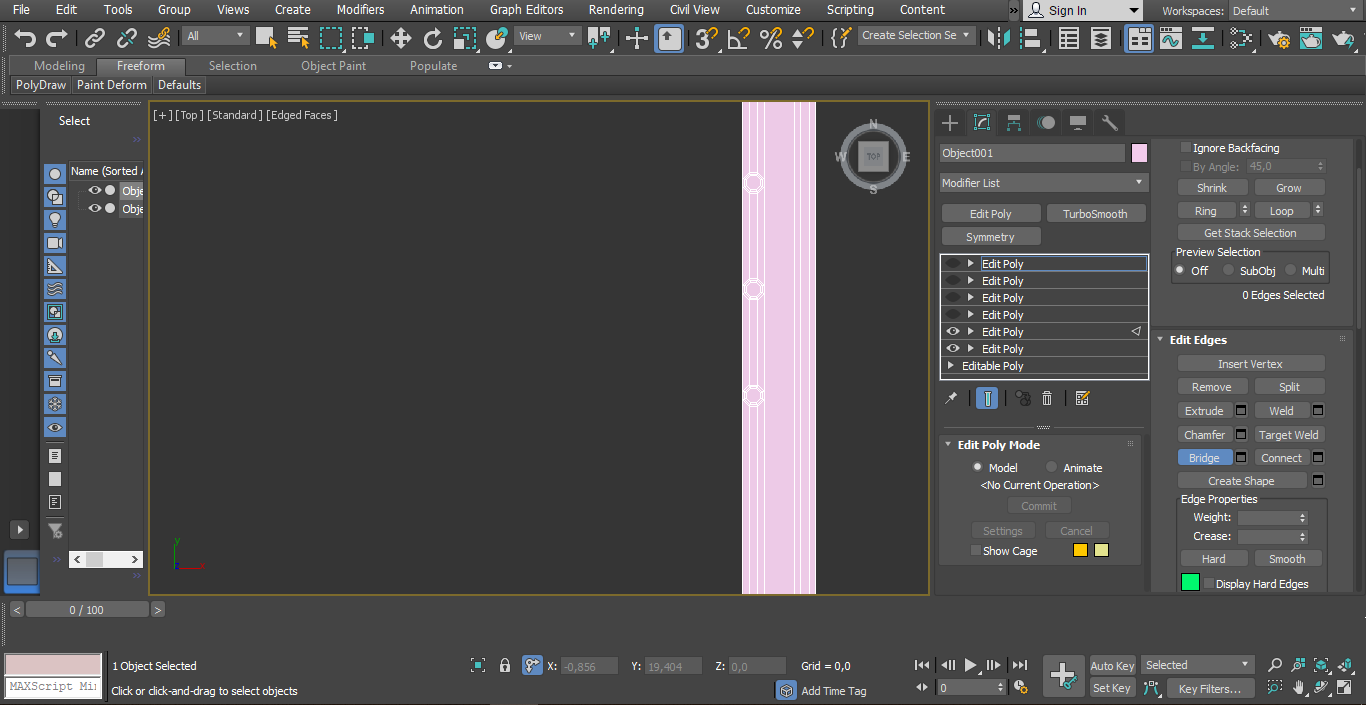 File Edit Tools Group Views Create Modifiers Animation Graph Editors Rendering Civil View Customize Scripting Content » Sign In Workspaces: Default
All View 3 Create Selection Se
Modeling Freeform Selection Object Paint Populate
PolyDraw Paint Deform Defaults
Select
Name (Sorted A
Obje
Obje
[+] [Top] [Standard] [Edged Faces]
N
W TOP E
S
y
Object001
Modifier List
Edit Poly TurboSmooth
Symmetry
Edit Poly
Edit Poly
Edit Poly
Edit Poly
Edit Poly
Edit Poly
Editable Poly
Edit Poly Mode
Model Animate
<No Current Operation>
Commit
Settings Cancel
Show Cage
Ignore Backfacing
By Angle: 45,0
Shrink Grow
Ring Loop
Get Stack Selection
Preview Selection
Off SubObj Multi
0 Edges Selected
Edit Edges
Insert Vertex
Remove Split
Extrude Weld
Chamfer Target Weld
Bridge Connect
Create Shape
Edge Properties
Weight:
Crease:
Hard Smooth
Display Hard Edges
< 0 / 100 >
1 Object Selected X: -0,856 Y: 19,404 Z: 0,0 Grid = 0,0 Auto Key Selected
MAXScript Mi Click or click-and-drag to select objects Add Time Tag 0 Set Key Key Filters...